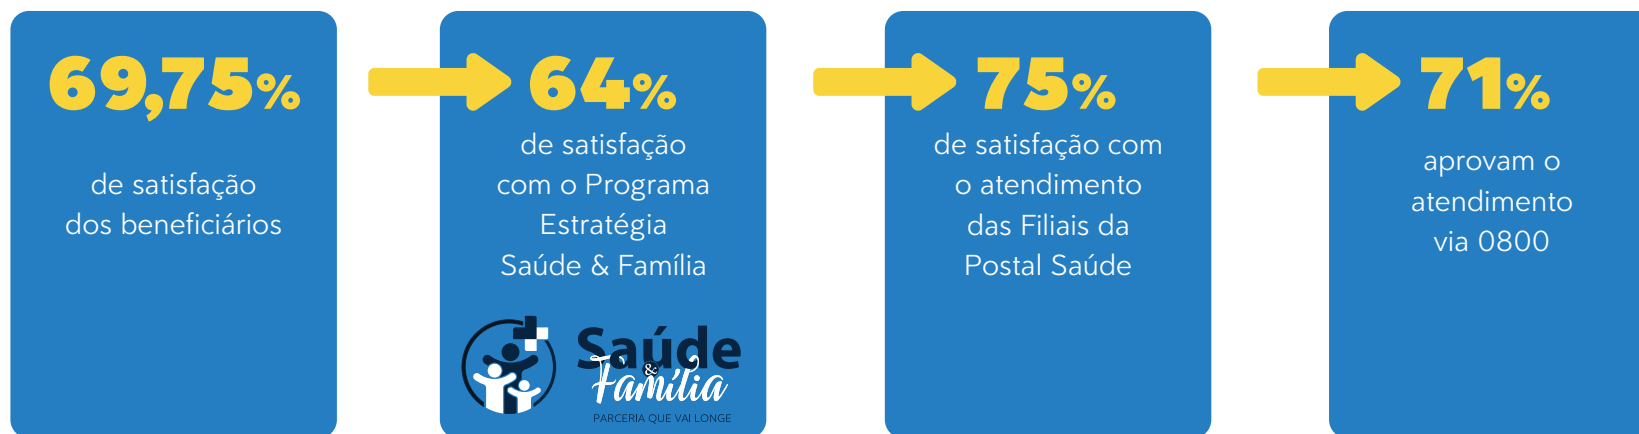 69,75%
de satisfação
dos beneficiários
64%
de satisfação
com o Programa
Estratégia
Saúde & Família
Saúde
&
Família
PARCERIA QUE VAI LONGE
75%
de satisfação com
o atendimento
das Filiais da
Postal Saúde
71%
aprovam o
atendimento
via 0800